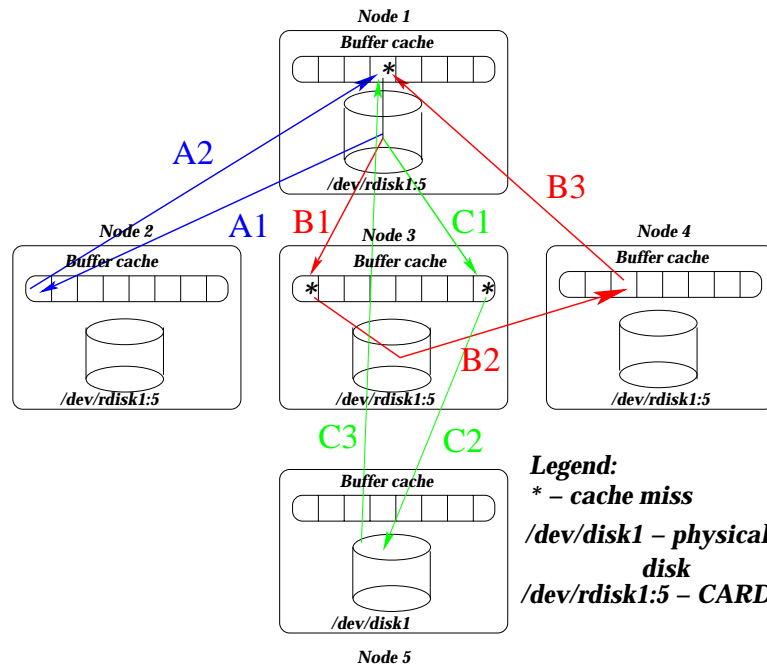 Node 1
Buffer cache
*
/dev/rdisk1:5
A2
A1
B1
C1
B3
Node 2
Buffer cache
/dev/rdisk1:5
Node 3
Buffer cache
*
*
/dev/rdisk1:5
Node 4
Buffer cache
/dev/rdisk1:5
B2
C3
C2
Buffer cache
/dev/disk1
Node 5
Legend:
* – cache miss
/dev/disk1 – physical
disk
/dev/rdisk1:5 – CARD